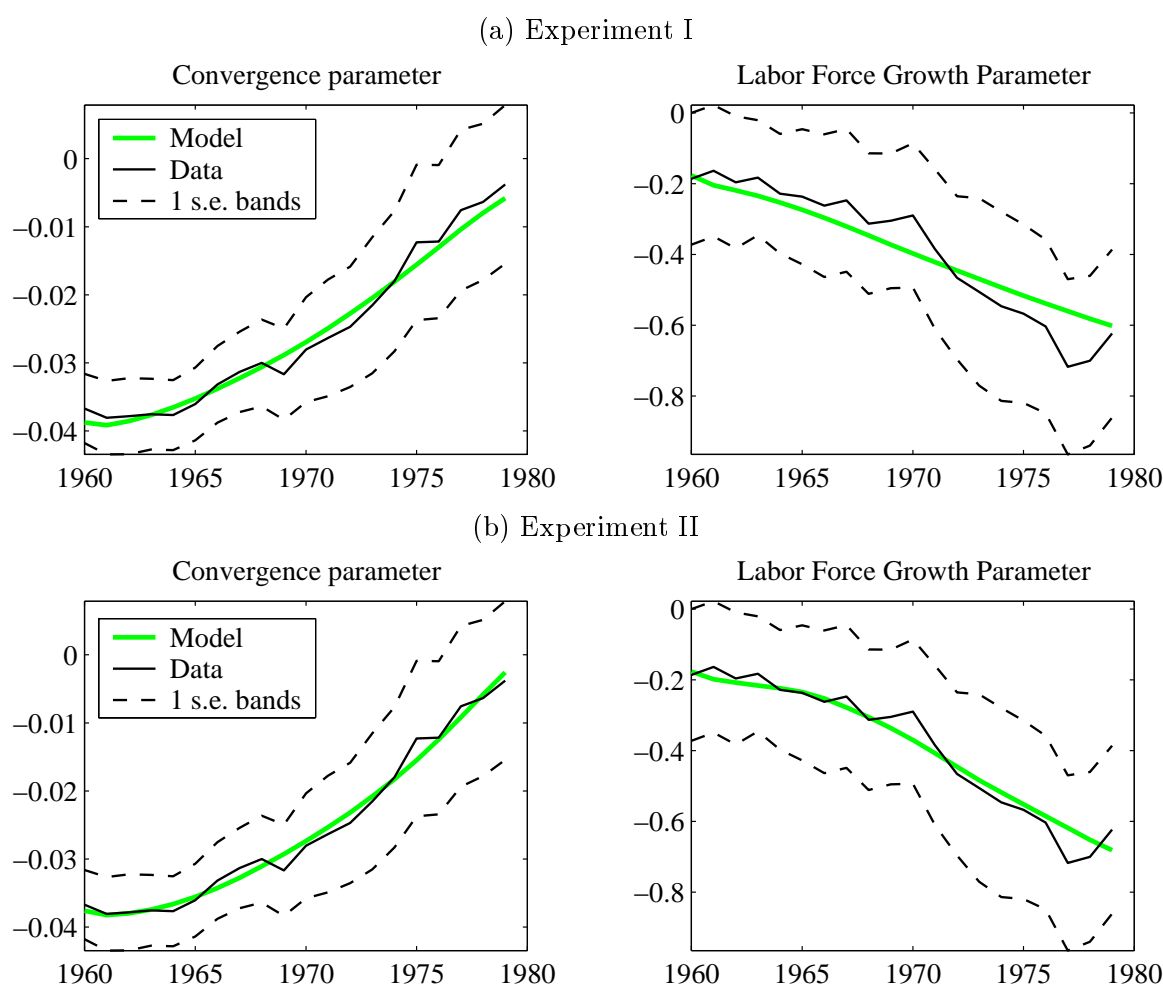 (a) Experiment I
Convergence parameter
Model
Data
1 s.e. bands
0
−0.01
−0.02
−0.03
−0.04
1960 1965 1970 1975 1980
Labor Force Growth Parameter
0
−0.2
−0.4
−0.6
−0.8
1960 1965 1970 1975 1980
(b) Experiment II
Convergence parameter
Model
Data
1 s.e. bands
0
−0.01
−0.02
−0.03
−0.04
1960 1965 1970 1975 1980
Labor Force Growth Parameter
0
−0.2
−0.4
−0.6
−0.8
1960 1965 1970 1975 1980